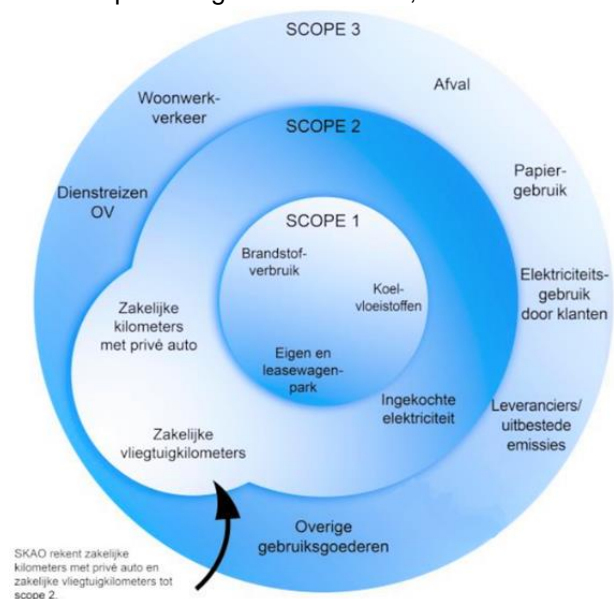 SCOPE 3
Afval
Woonwerk-
verkeer
SCOPE 2
Papier-
gebruik
Dienstreizen
OV
SCOPE 1
Brandstof-
verbruik
Koel-
vloeistoffen
Elektriciteits-
gebruik
door klanten
Zakelijke
kilometers
met privé auto
Eigen en
leasewagen-
park
Ingekochte
elektriciteit
Leveranciers/
uitbestede
emissies
Zakelijke
vliegtuigkilometers
Overige
gebruiksgoederen
SKAO rekent zakelijke
kilometers met privé auto en
zakelijke vliegtuigkilometers tot
scope 2.